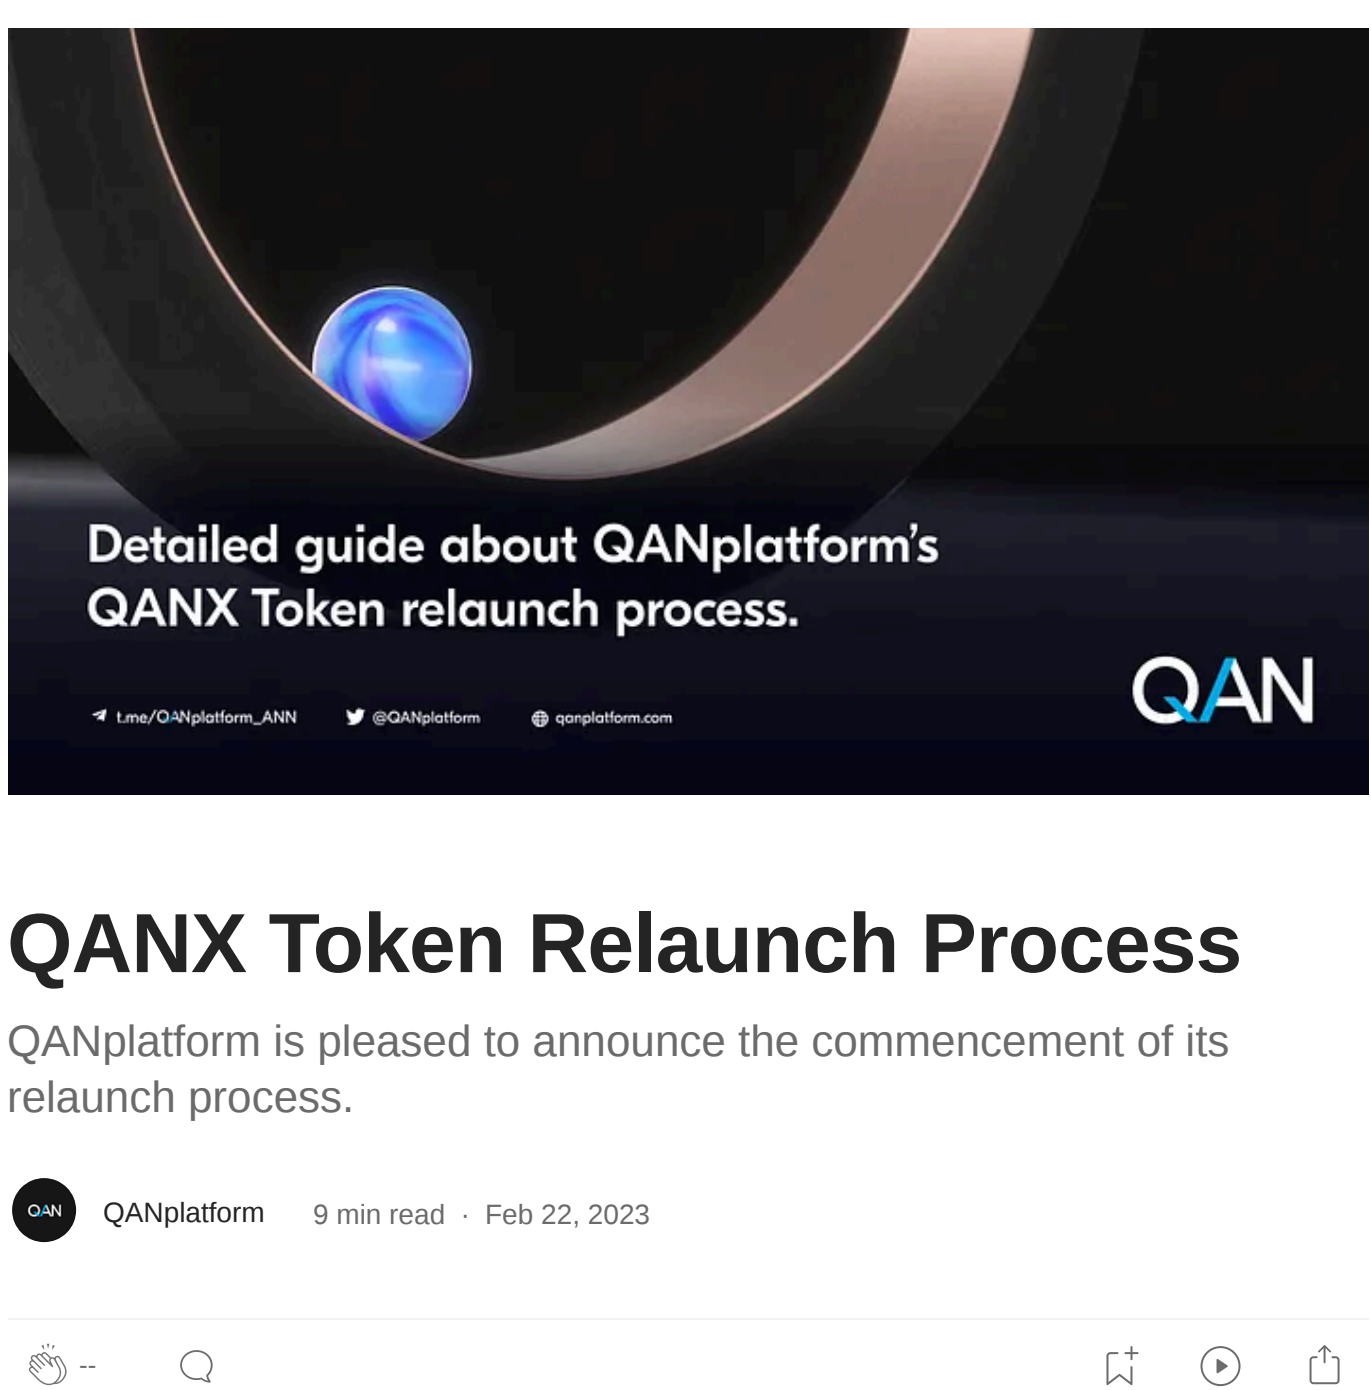 Detailed guide about QANplatform's
QANX Token relaunch process.
t.me/QANplatform_ANN @QANplatform qanplatform.com
QAN
QANX Token Relaunch Process
QANplatform is pleased to announce the commencement of its
relaunch process.
QAN QANplatform 9 min read · Feb 22, 2023
--